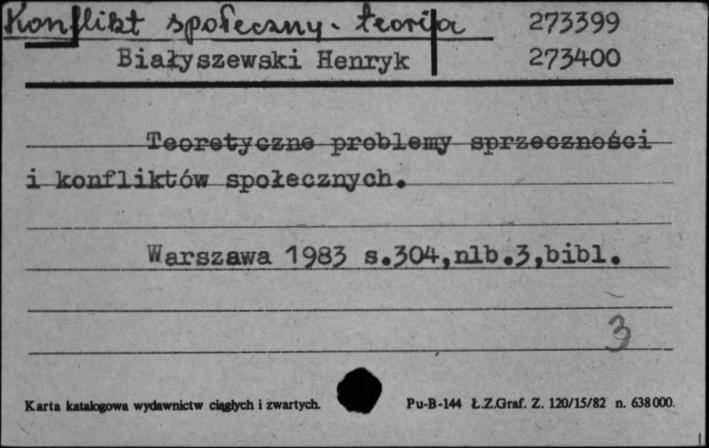 Konflikt społeczny - teoria 273399
Białyszewski Henryk 273400
Teoretyczne problemy sprzeczności
i konfliktów społecznych.
Warszawa 1983 s.304,nlb.3,bibl.
3
Karta katalogowa wydawnictw ciągłych i zwartych. Pu-B-144 Ł.Z.Graf. Z. 120/15/82 n. 638000.